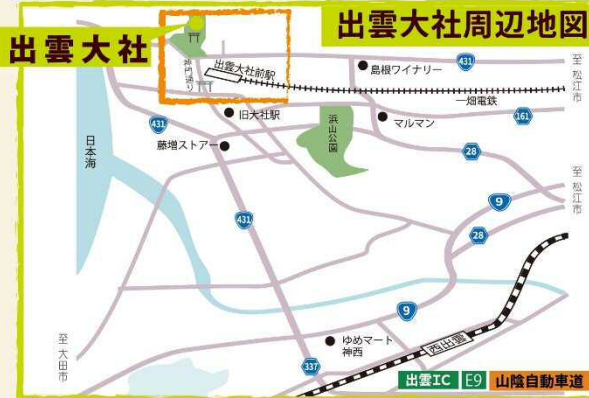 出雲大社周辺地図
出雲大社
神門通り
出雲大社前駅
431
至 松江市
島根ワイナリー
一畑電鉄
旧大社駅
浜山公園
マルマン
161
431
藤増ストアー
28
日本海
至 松江市
9
28
431
9
至 大田市
ゆめマート
神西
西出雲
337
出雲IC E9 山陰自動車道